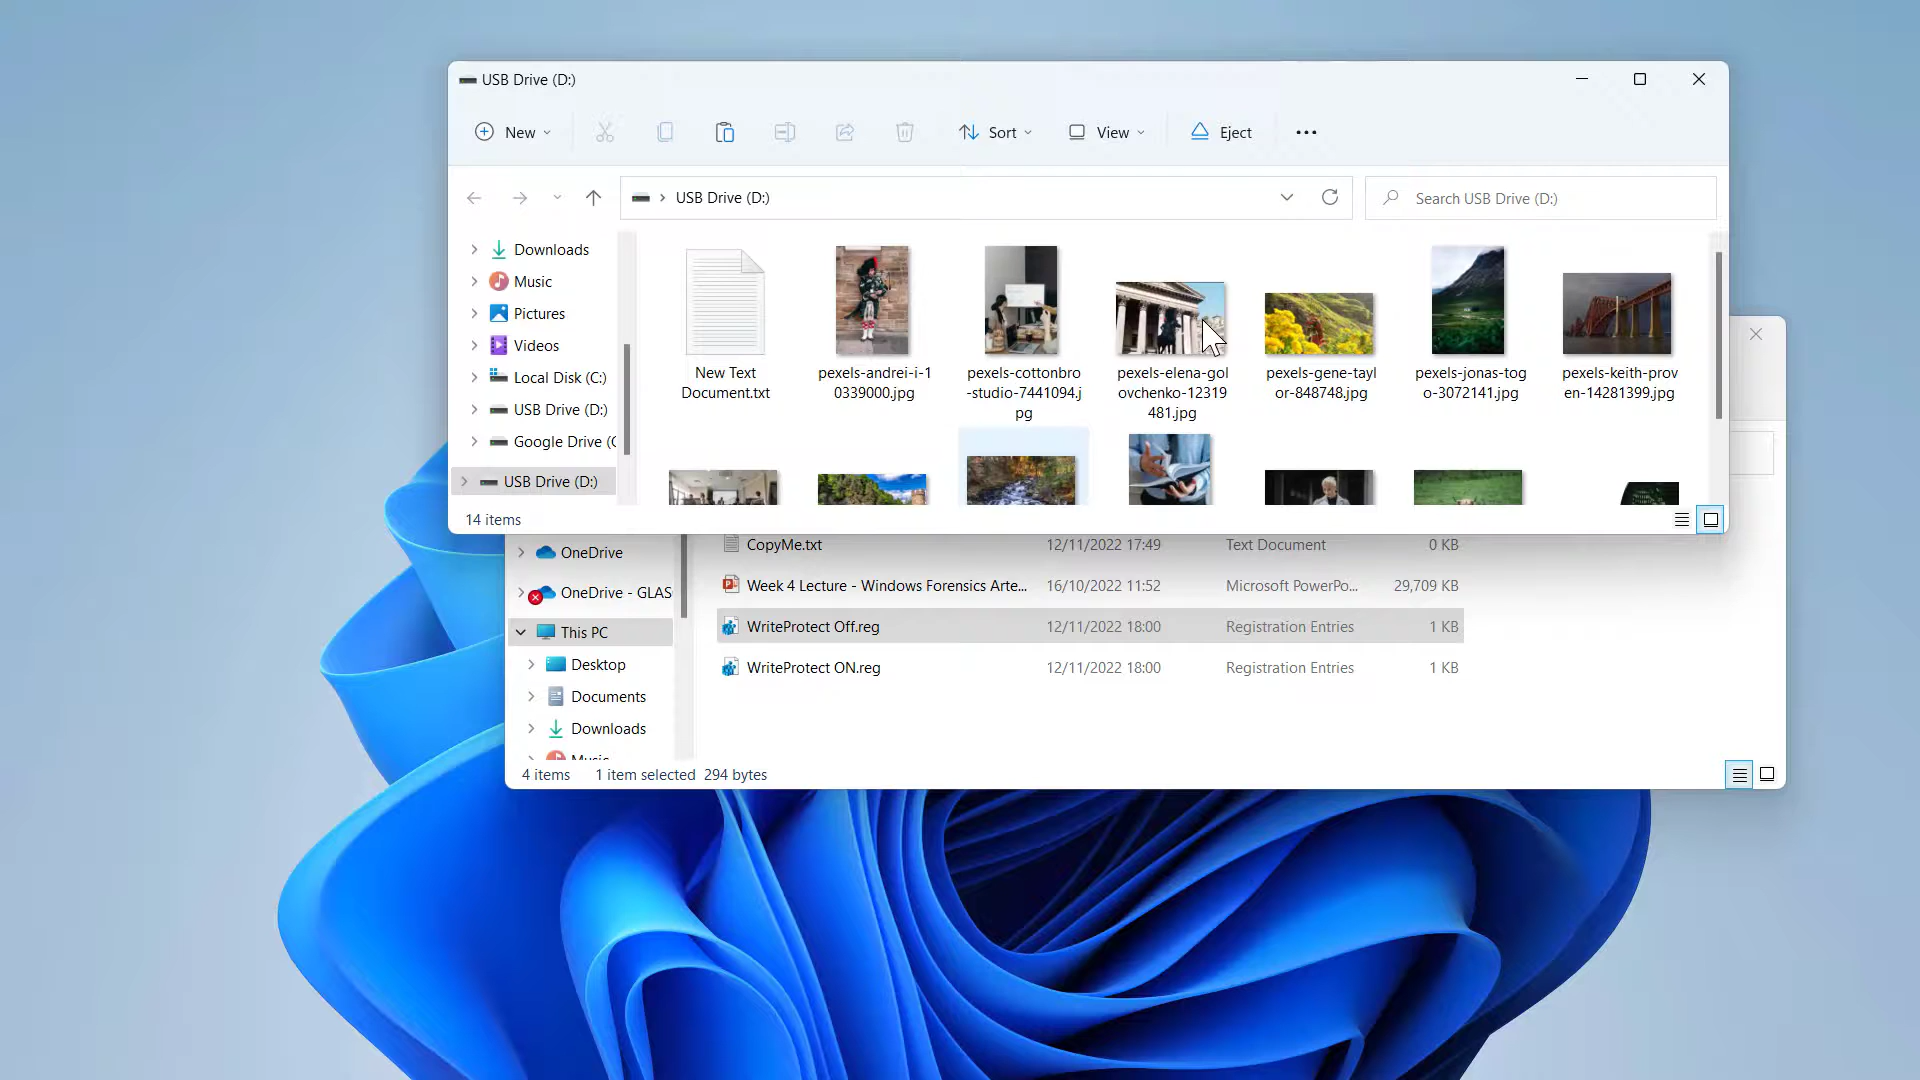 USB Drive (D:)
New
Sort
View
Eject
USB Drive (D:)
Search USB Drive (D:)
Downloads
Music
Pictures
Videos
Local Disk (C:)
USB Drive (D:)
Google Drive (
USB Drive (D:)
New Text
Document.txt
pexels-andrei-i-1
0339000.jpg
pexels-cottonbro
-studio-7441094.j
pg
pexels-elena-gol
ovchenko-12319
481.jpg
pexels-gene-tayl
or-848748.jpg
pexels-jonas-tog
o-3072141.jpg
pexels-keith-prov
en-14281399.jpg
14 items
OneDrive
OneDrive - GLAS
This PC
Desktop
Documents
Downloads
Music
CopyMe.txt 12/11/2022 17:49 Text Document 0 KB
Week 4 Lecture - Windows Forensics Arte... 16/10/2022 11:52 Microsoft PowerPo... 29,709 KB
WriteProtect Off.reg 12/11/2022 18:00 Registration Entries 1 KB
WriteProtect ON.reg 12/11/2022 18:00 Registration Entries 1 KB
4 items 1 item selected 294 bytes